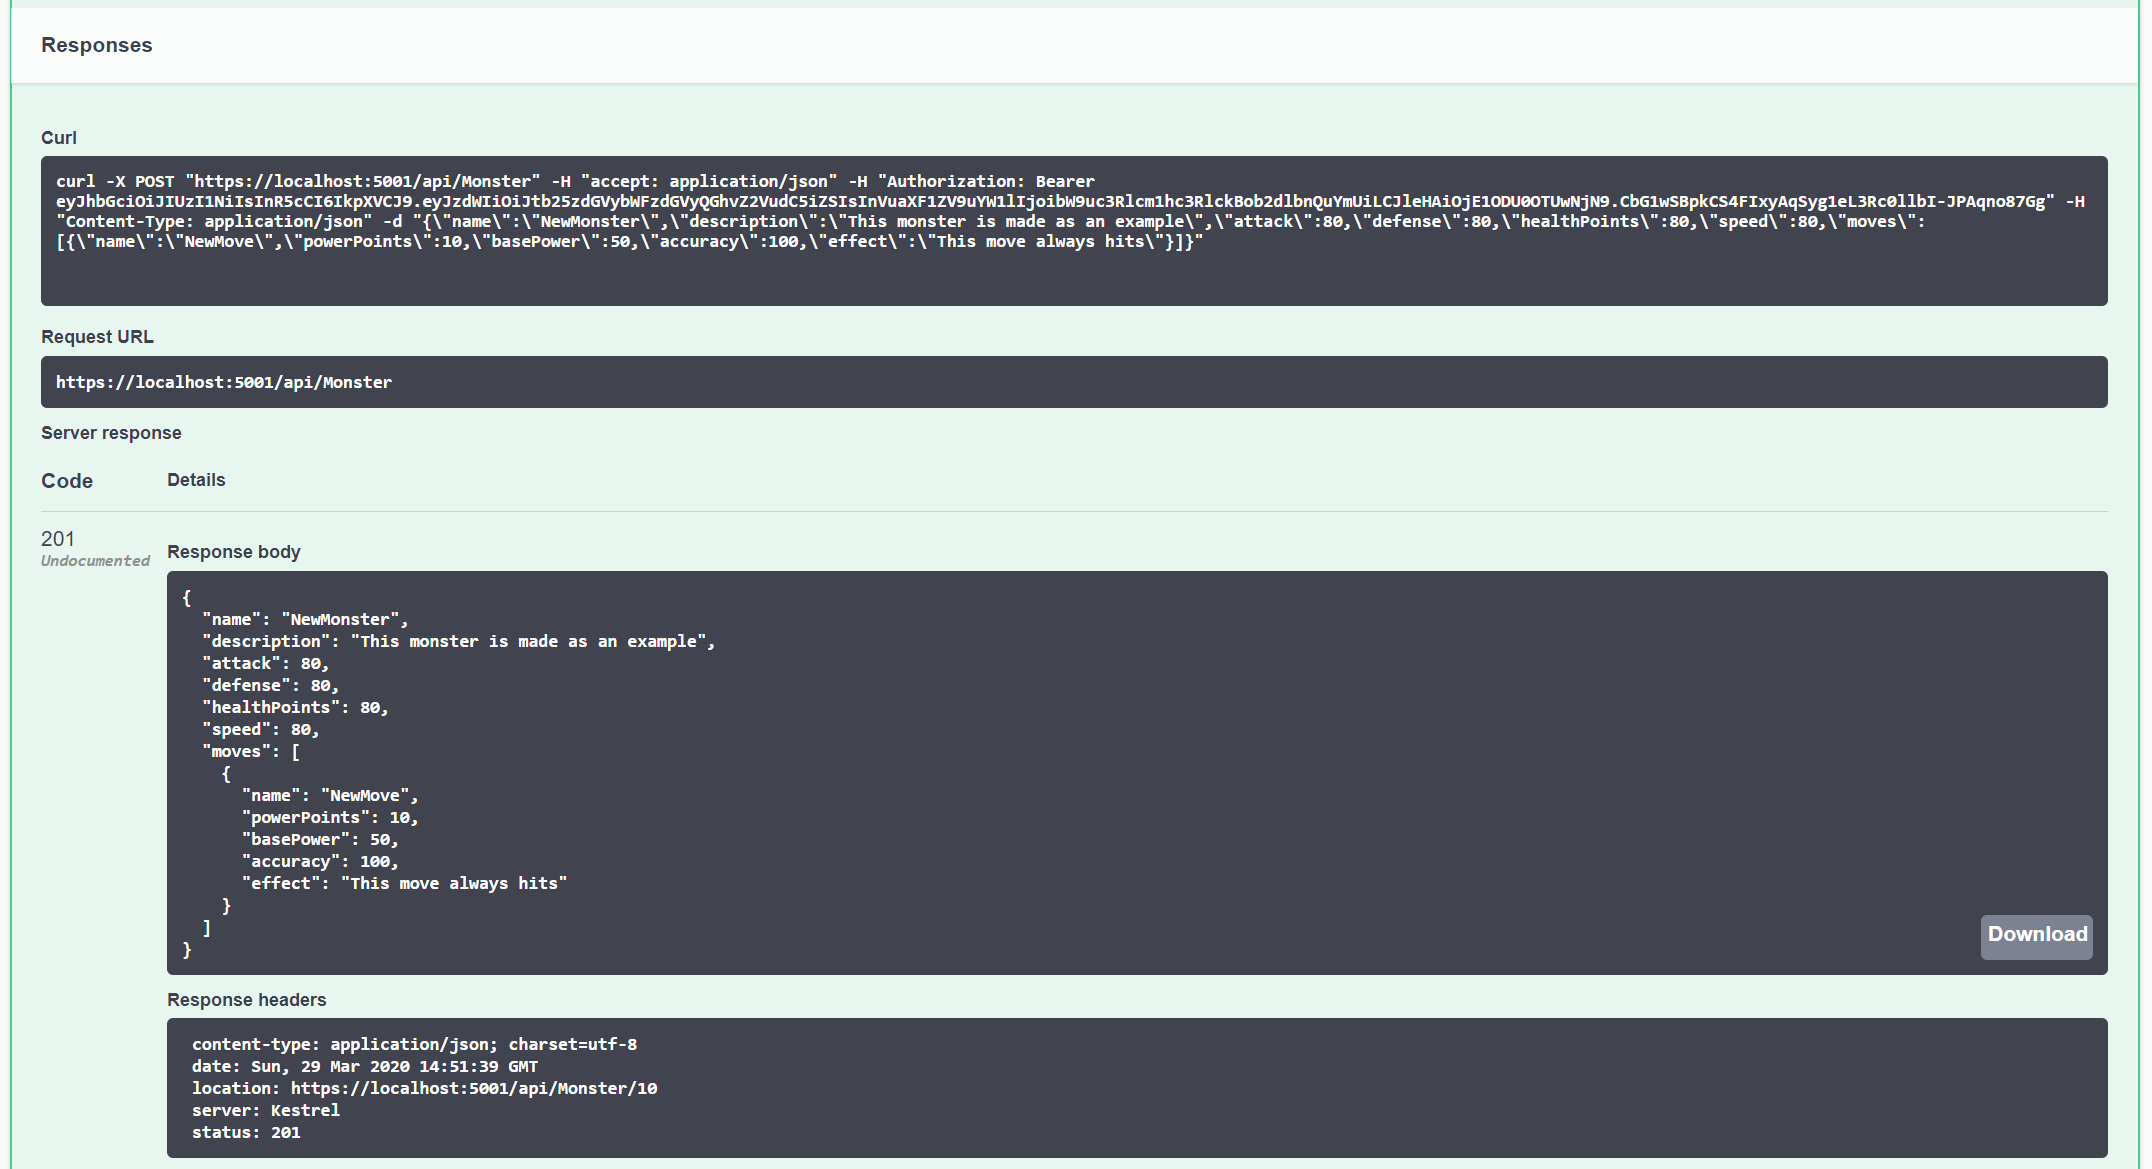 Responses
Curl
curl -X POST "https://localhost:5001/api/Monster" -H "accept: application/json" -H "Authorization: Bearer
eyJhbGciOiJIUzI1NiIsInR5cCI6IkpXVCJ9.eyJzdWIiOiJtb25zdGVybWFzdGVyQGhvZ2VudC5iZSIsInVuaXF1ZV9uYW1lIjoibW9uc3Rlcm1hc3RlckBob2dlbnQuYmUiLCJleHAiOjE1ODU0OTUwNjN9.CbG1wSBpkCS4FIxyAqSyg1eL3Rc0llbI-JPAqno87Gg" -H
"Content-Type: application/json" -d "{\"name\":\"NewMonster\",\"description\":\"This monster is made as an example\",\"attack\":80,\"defense\":80,\"healthPoints\":80,\"speed\":80,\"moves\":
[{\"name\":\"NewMove\",\"powerPoints\":10,\"basePower\":50,\"accuracy\":100,\"effect\":\"This move always hits\"}]}"
Request URL
https://localhost:5001/api/Monster
Server response
Code Details
201
Undocumented
Response body
{
"name": "NewMonster",
"description": "This monster is made as an example",
"attack": 80,
"defense": 80,
"healthPoints": 80,
"speed": 80,
"moves": [
{
"name": "NewMove",
"powerPoints": 10,
"basePower": 50,
"accuracy": 100,
"effect": "This move always hits"
}
]
}
Download
Response headers
content-type: application/json; charset=utf-8
date: Sun, 29 Mar 2020 14:51:39 GMT
location: https://localhost:5001/api/Monster/10
server: Kestrel
status: 201